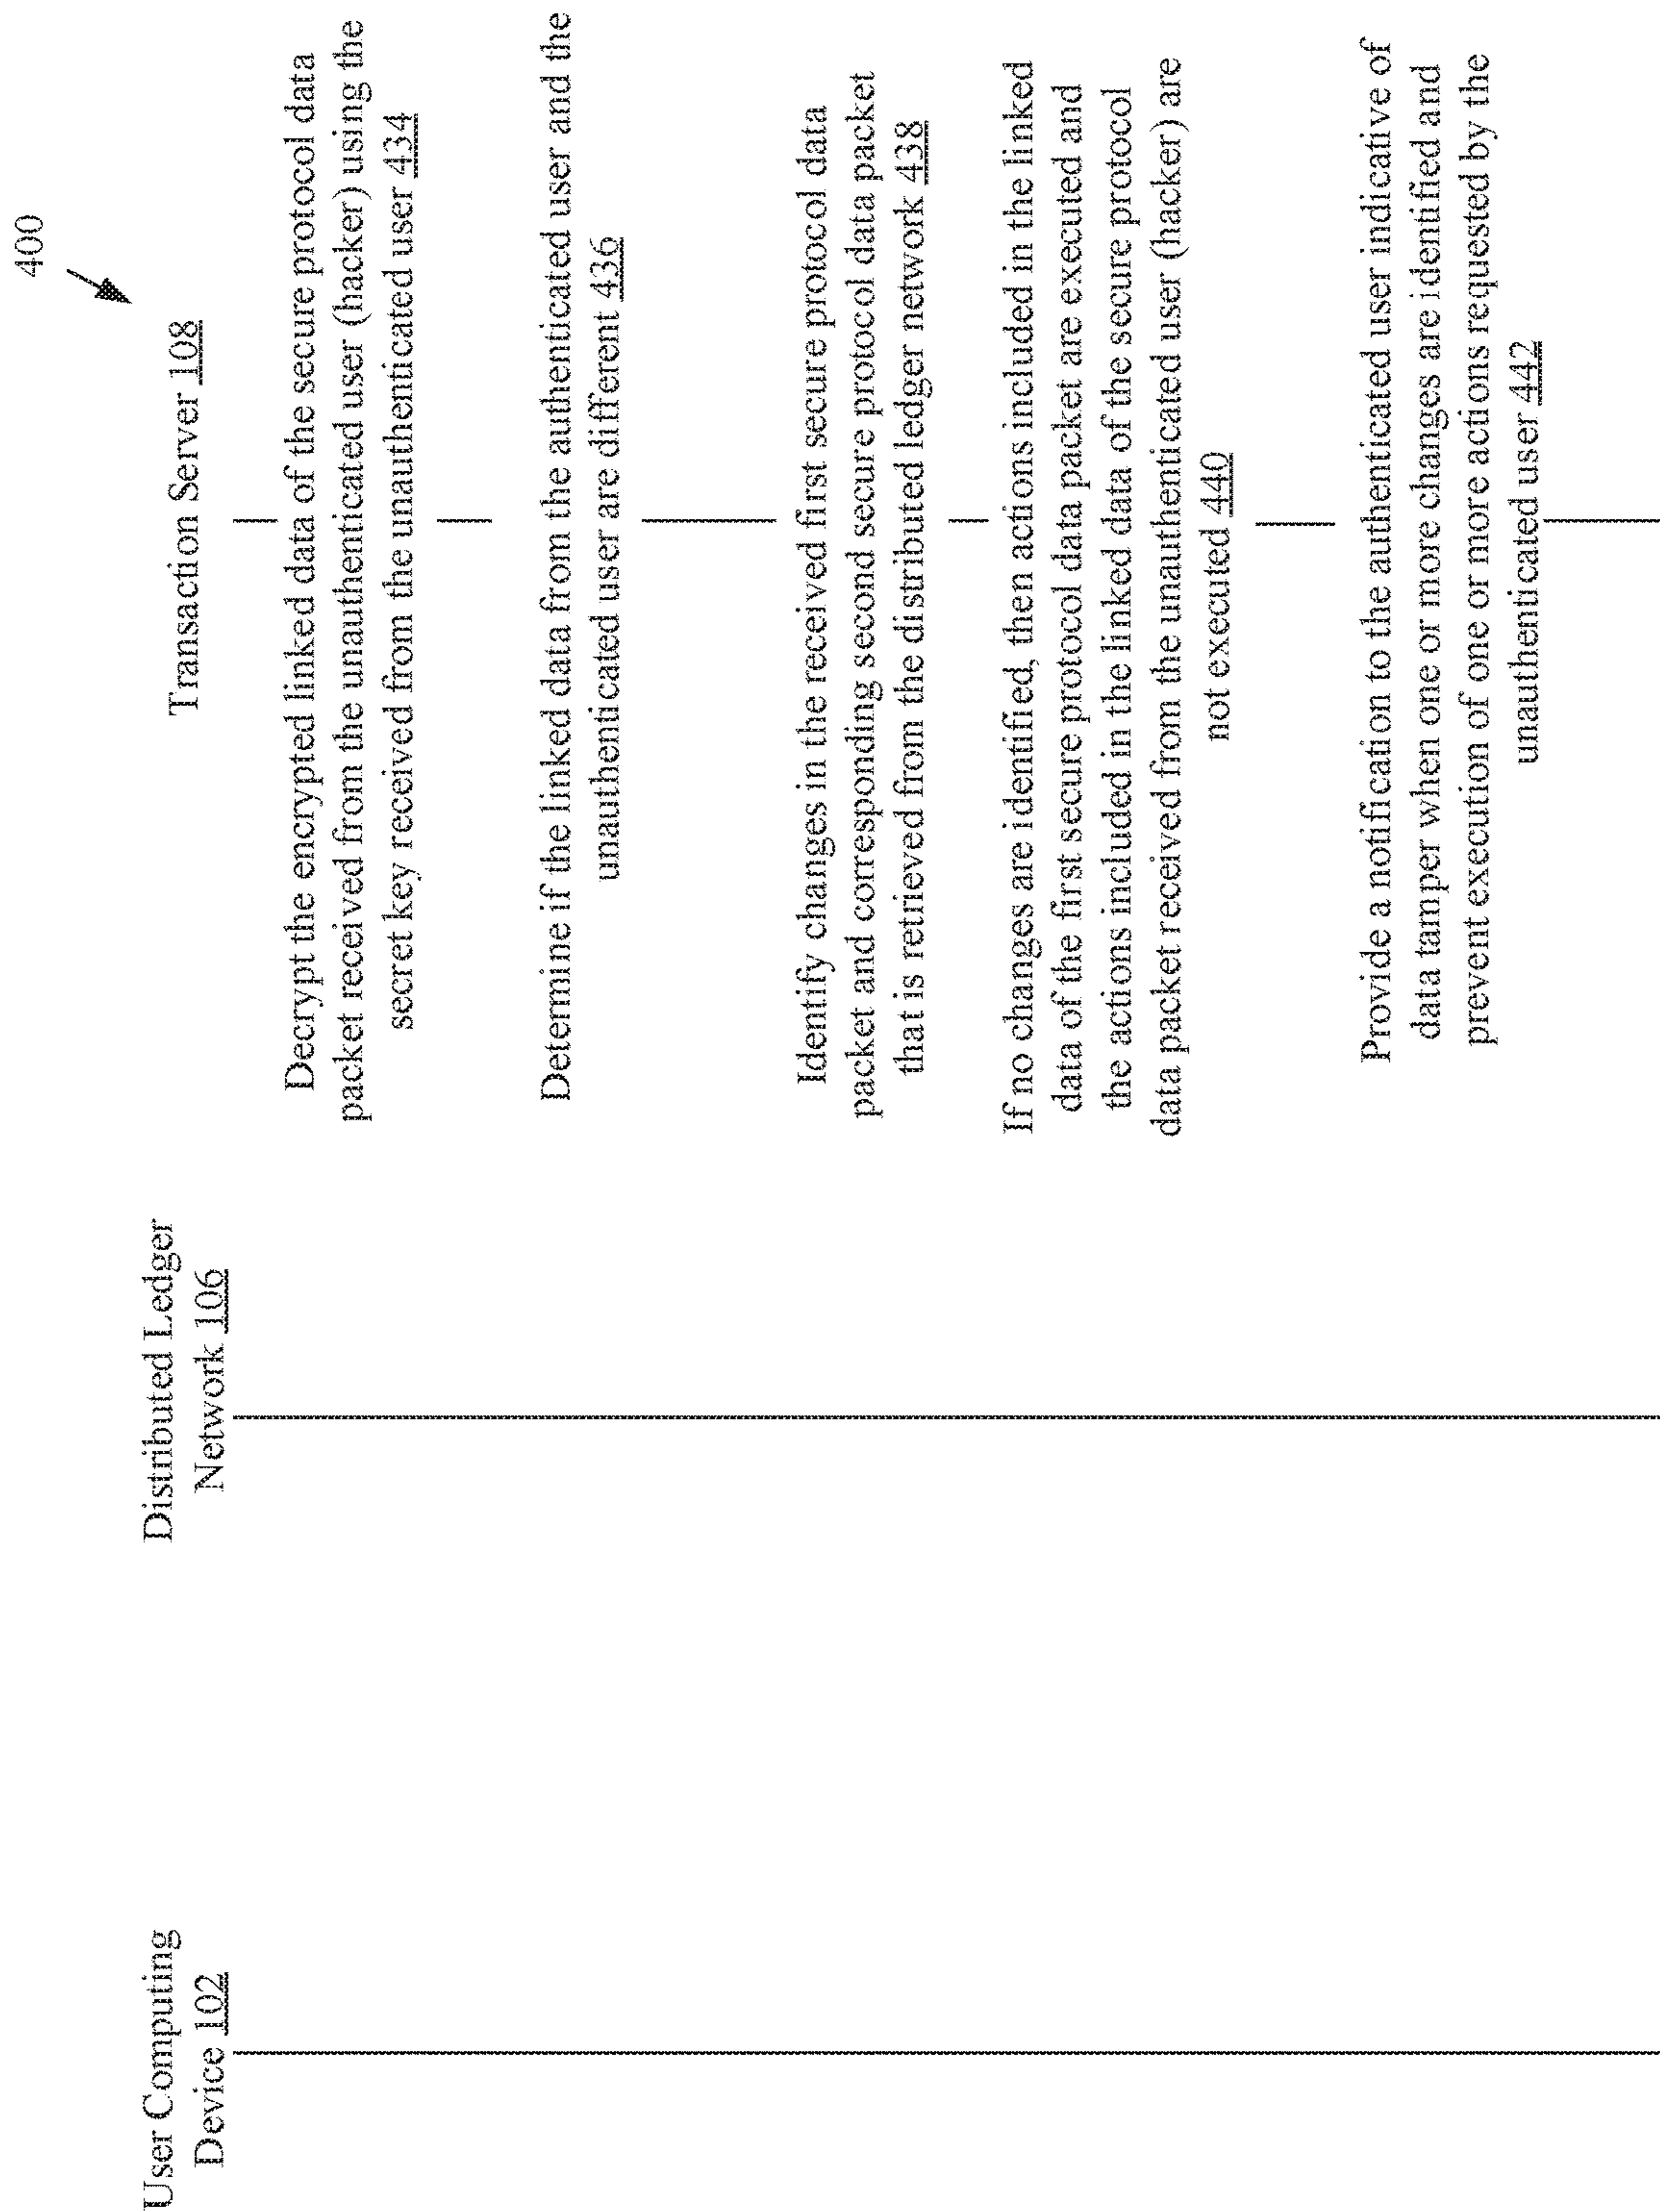 400
User Computing
Device 102
Distributed Ledger
Network 106
Transaction Server 108
Decrypt the encrypted linked data of the secure protocol data
packet received from the unauthenticated user (hacker) using the
secret key received from the unauthenticated user 434
Determine if the linked data from the authenticated user and the
unauthenticated user are different 436
Identify changes in the received first secure protocol data
packet and corresponding second secure protocol data packet
that is retrieved from the distributed ledger network 438
If no changes are identified, then actions included in the linked
data of the first secure protocol data packet are executed and
the actions included in the linked data of the secure protocol
data packet received from the unauthenticated user (hacker) are
not executed 440
Provide a notification to the authenticated user indicative of
data tamper when one or more changes are identified and
prevent execution of one or more actions requested by the
unauthenticated user 442